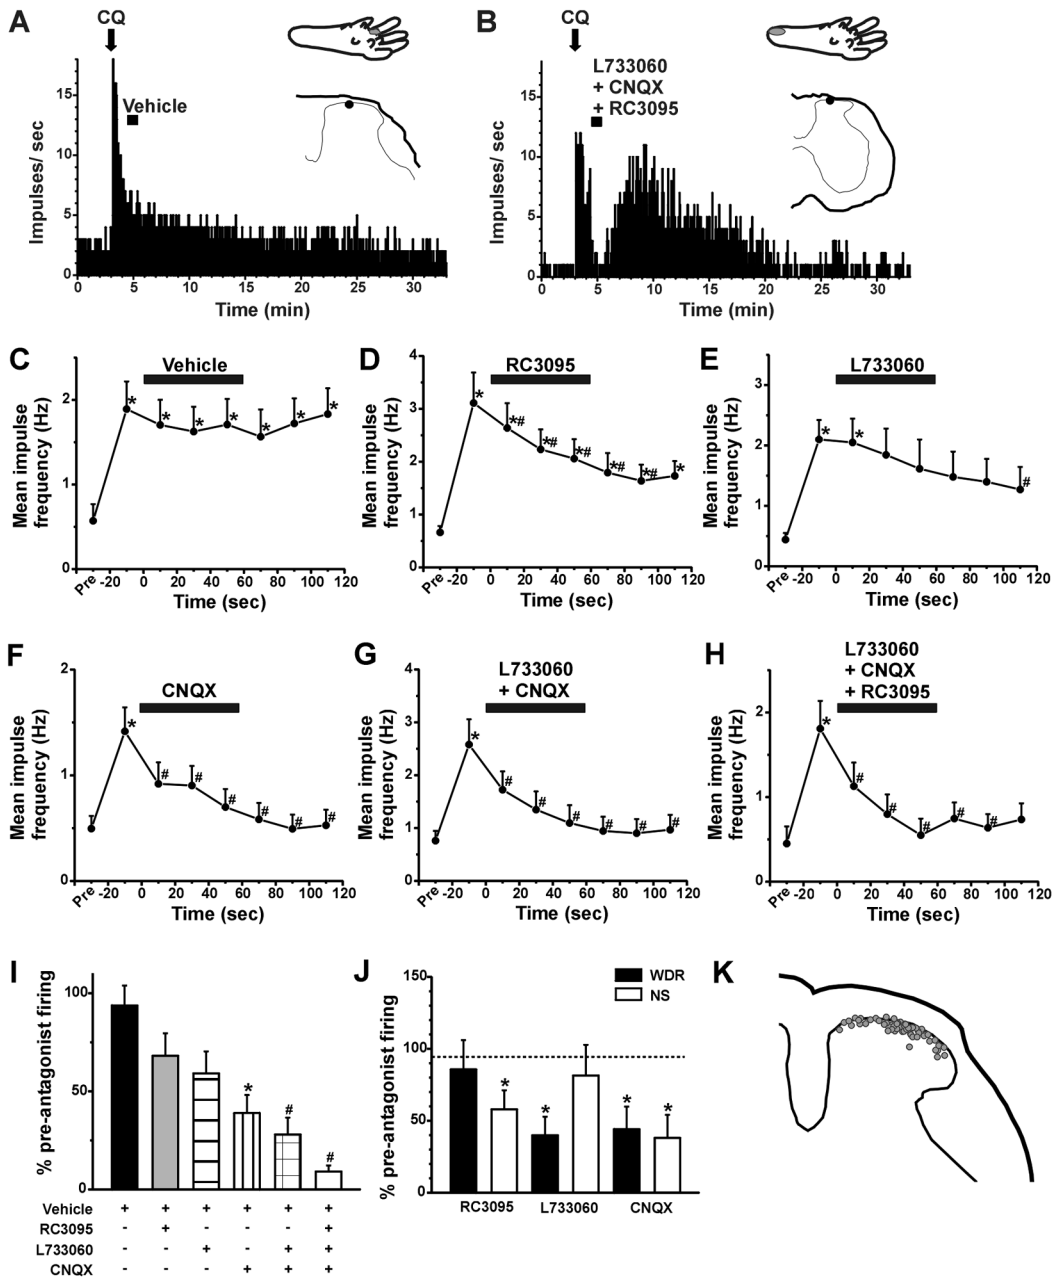 A
CQ
Vehicle
Impulses/ sec
15
10
5
0
0 5 10 15 20 25 30
Time (min)
B
CQ
L733060
+ CNQX
+ RC3095
Impulses/sec
15
10
5
0
0 5 10 15 20 25 30
Time (min)
C
Vehicle
Mean impulse
frequency (Hz)
2
1
0
* * * * * * *
Pre -20 0 20 40 60 80 100 120
Time (sec)
D
RC3095
Mean impulse
frequency (Hz)
4
3
2
1
0
* *# *# *# *# *# *
Pre -20 0 20 40 60 80 100 120
Time (sec)
E
L733060
Mean impulse
frequency (Hz)
3
2
1
0
* * #
Pre -20 0 20 40 60 80 100 120
Time (sec)
F
CNQX
Mean impulse
frequency (Hz)
2
1
0
* # # # # # #
Pre -20 0 20 40 60 80 100 120
Time (sec)
G
L733060
+ CNQX
Mean impulse
frequency (Hz)
4
3
2
1
0
* # # # # # #
Pre -20 0 20 40 60 80 100 120
Time (sec)
H
L733060
+ CNQX
+ RC3095
Mean impulse
frequency (Hz)
2
1
0
* # # # # #
Pre -20 0 20 40 60 80 100 120
Time (sec)
I
% pre-antagonist firing
100
50
0
* # #
Vehicle + + + + + +
RC3095 - + - - - +
L733060 - - + - + +
CNQX - - - + + +
J
% pre-antagonist firing
150
100
50
0
WDR
NS
* * * *
RC3095 L733060 CNQX
K